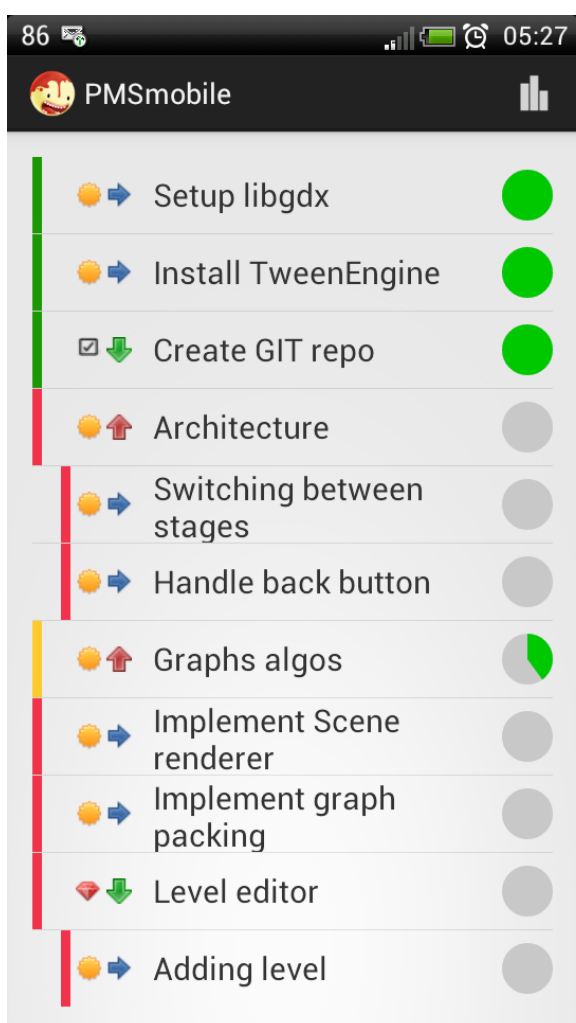 86 05:27
PMSmobile
Setup libgdx
Install TweenEngine
Create GIT repo
Architecture
Switching between
stages
Handle back button
Graphs algos
Implement Scene
renderer
Implement graph
packing
Level editor
Adding level